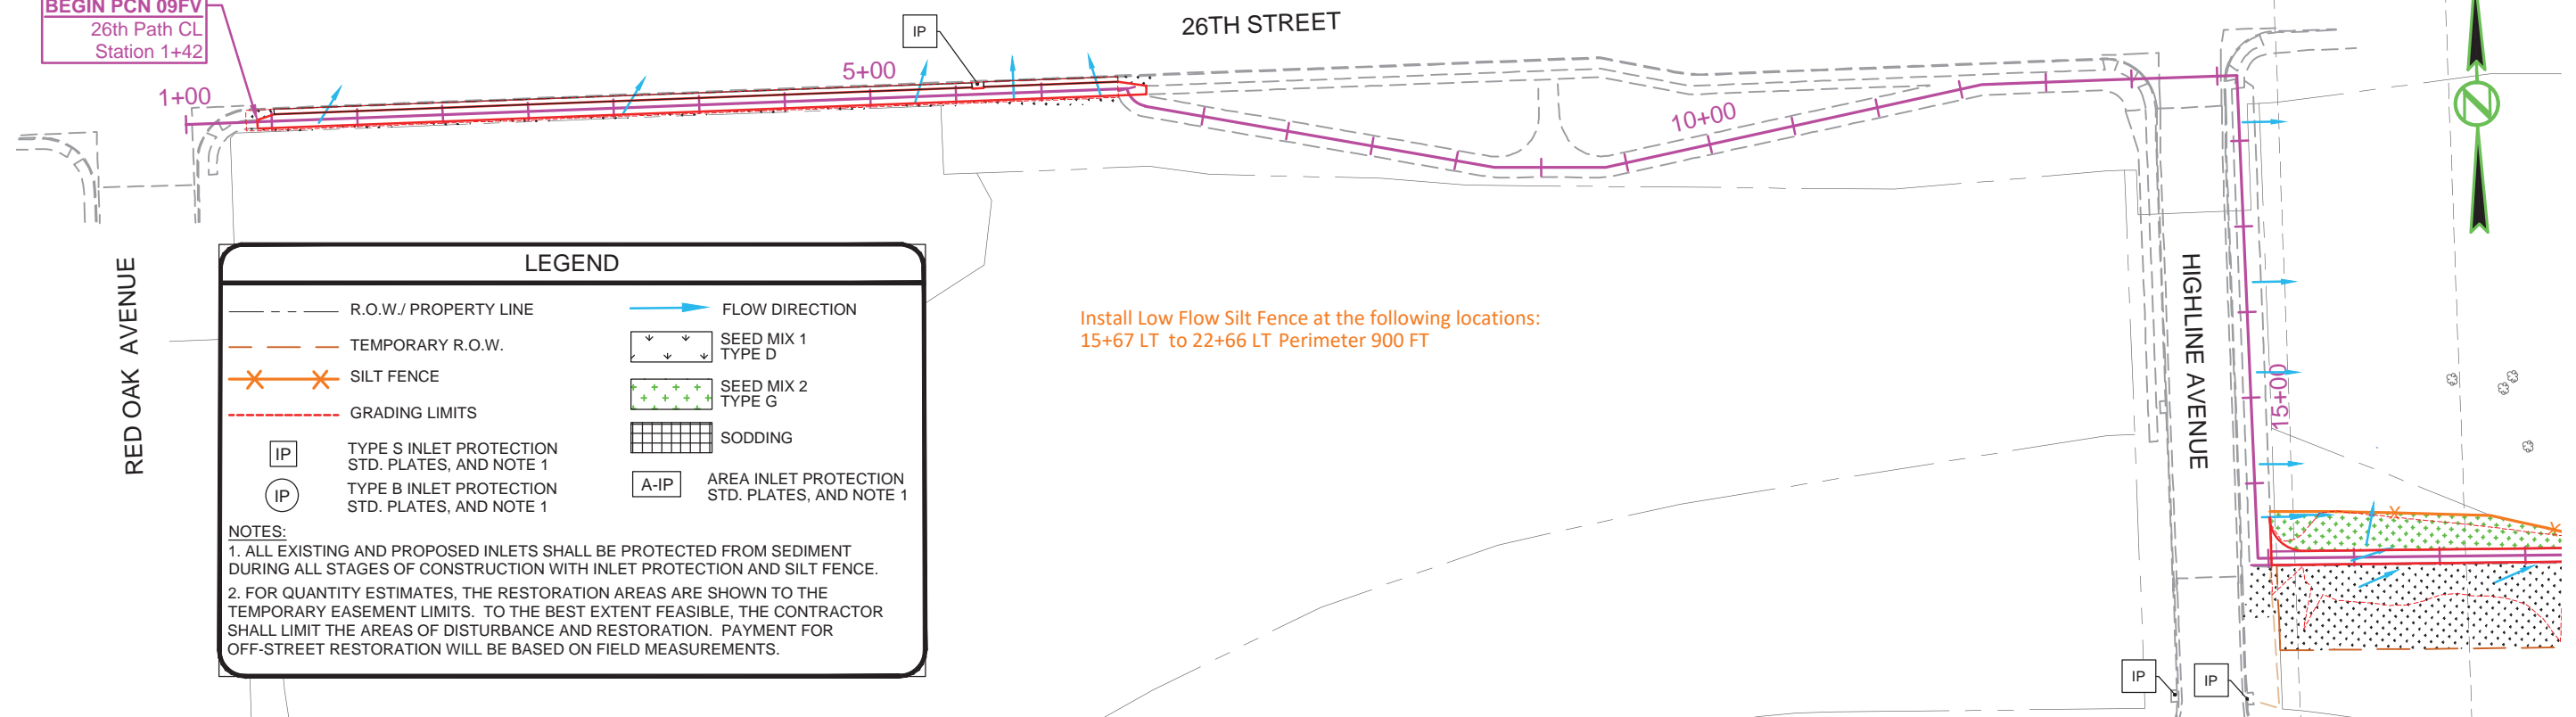 BEGIN PCN 09FV
26th Path CL
Station 1+42
1+00
5+00
IP
26TH STREET
10+00
N
RED OAK AVENUE
HIGHLINE AVENUE
15+00
Install Low Flow Silt Fence at the following locations:
15+67 LT to 22+66 LT Perimeter 900 FT
LEGEND
R.O.W./ PROPERTY LINE
TEMPORARY R.O.W.
SILT FENCE
GRADING LIMITS
IP
TYPE S INLET PROTECTION
STD. PLATES, AND NOTE 1
IP
TYPE B INLET PROTECTION
STD. PLATES, AND NOTE 1
FLOW DIRECTION
SEED MIX 1
TYPE D
SEED MIX 2
TYPE G
SODDING
A-IP
AREA INLET PROTECTION
STD. PLATES, AND NOTE 1
NOTES:
1. ALL EXISTING AND PROPOSED INLETS SHALL BE PROTECTED FROM SEDIMENT
DURING ALL STAGES OF CONSTRUCTION WITH INLET PROTECTION AND SILT FENCE.
2. FOR QUANTITY ESTIMATES, THE RESTORATION AREAS ARE SHOWN TO THE
TEMPORARY EASEMENT LIMITS. TO THE BEST EXTENT FEASIBLE, THE CONTRACTOR
SHALL LIMIT THE AREAS OF DISTURBANCE AND RESTORATION. PAYMENT FOR
OFF-STREET RESTORATION WILL BE BASED ON FIELD MEASUREMENTS.
IP
IP